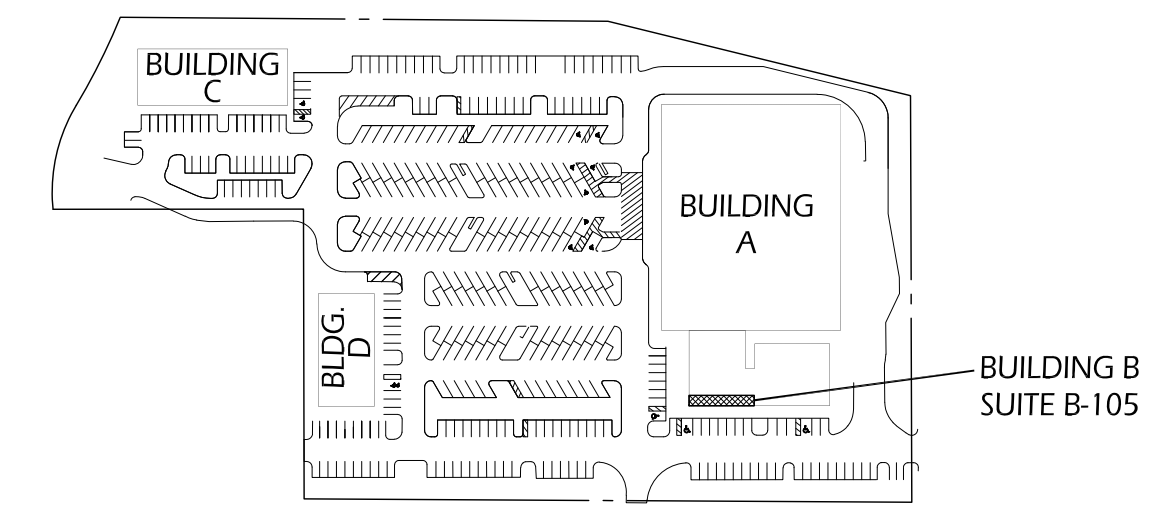 BUILDING
C
BUILDING
A
BLDG.
D
BUILDING B
SUITE B-105